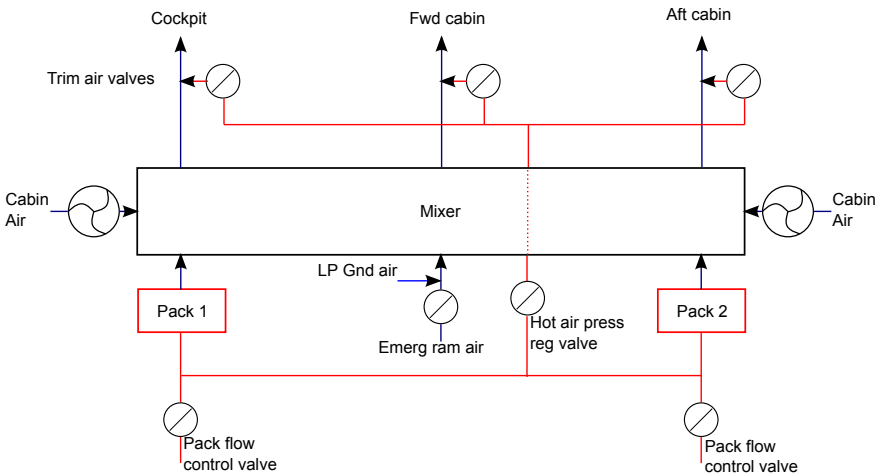 Cockpit
Fwd cabin
Aft cabin
Trim air valves
Cabin
Air
Mixer
Cabin
Air
LP Gnd air
Pack 1
Pack 2
Hot air press
reg valve
Emerg ram air
Pack flow
control valve
Pack flow
control valve